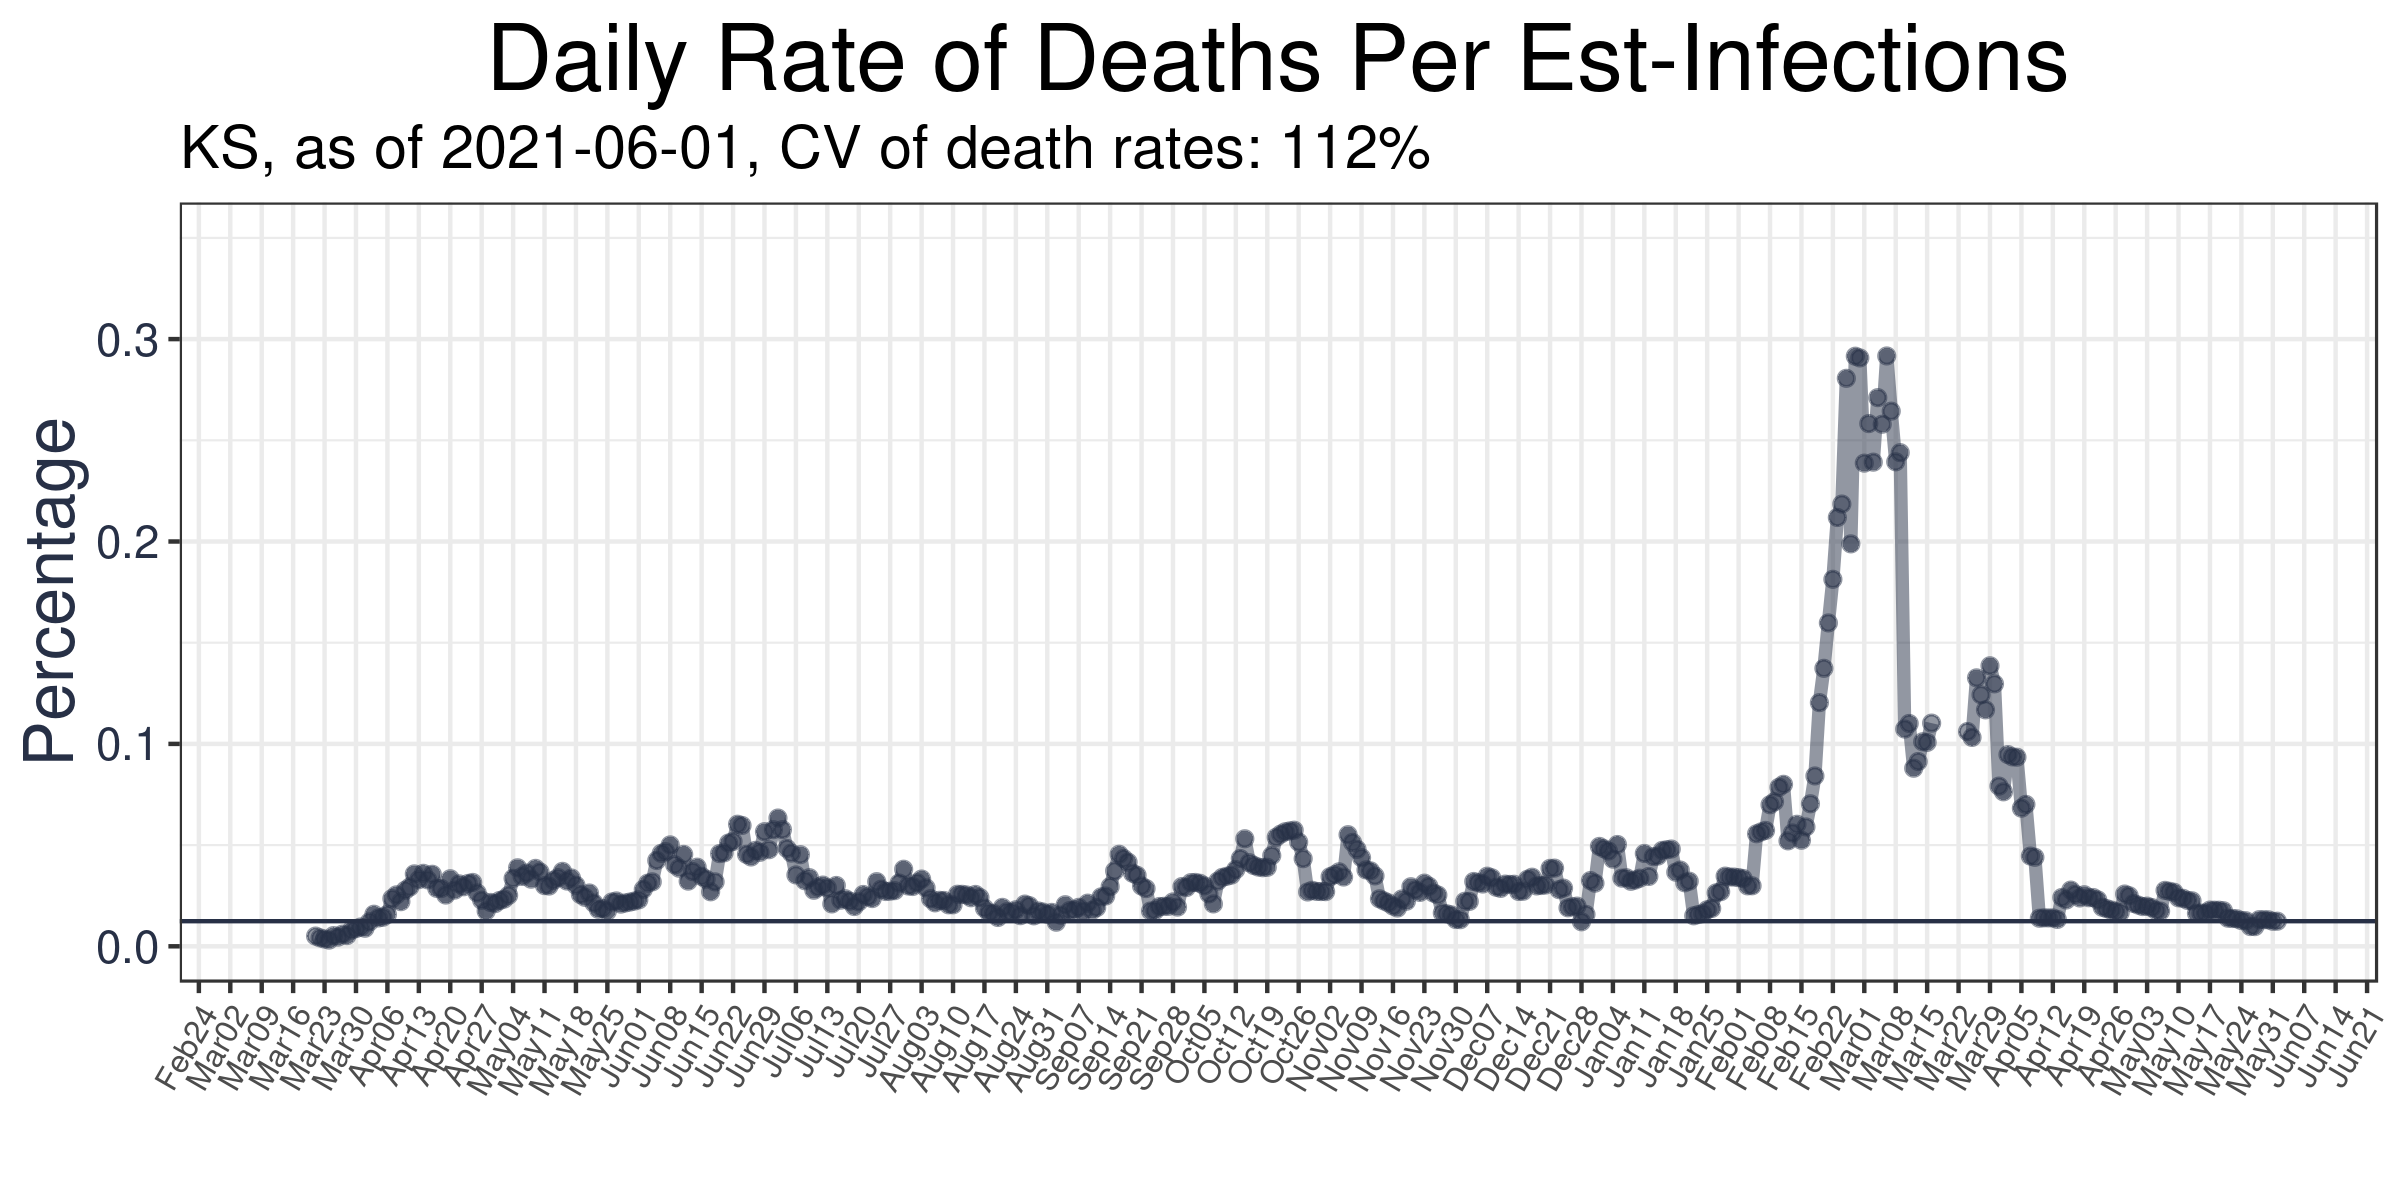 Daily Rate of Deaths Per Est-Infections
KS, as of 2021-06-01, CV of death rates: 112%
Percentage
0.3
0.2
0.1
0.0
Feb24
Mar02
Mar09
Mar16
Mar23
Mar30
Apr06
Apr13
Apr20
Apr27
May04
May11
May18
May25
Jun01
Jun08
Jun15
Jun22
Jun29
Jul06
Jul13
Jul20
Jul27
Aug03
Aug10
Aug17
Aug24
Aug31
Sep07
Sep14
Sep21
Sep28
Oct05
Oct12
Oct19
Oct26
Nov02
Nov09
Nov16
Nov23
Nov30
Dec07
Dec14
Dec21
Dec28
Jan04
Jan11
Jan18
Jan25
Feb01
Feb08
Feb15
Feb22
Mar01
Mar08
Mar15
Mar22
Mar29
Apr05
Apr12
Apr19
Apr26
May03
May10
May17
May24
May31
Jun07
Jun14
Jun21